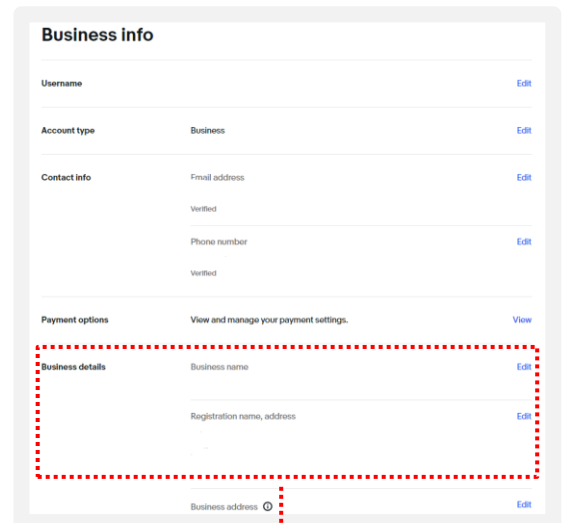 Business info
Username Edit
Account type Business Edit
Contact info Email address Edit
Verified
Phone number Edit
Verified
Payment options View and manage your payment settings. View
Business details Business name Edit
Registration name, address Edit
Business address Edit